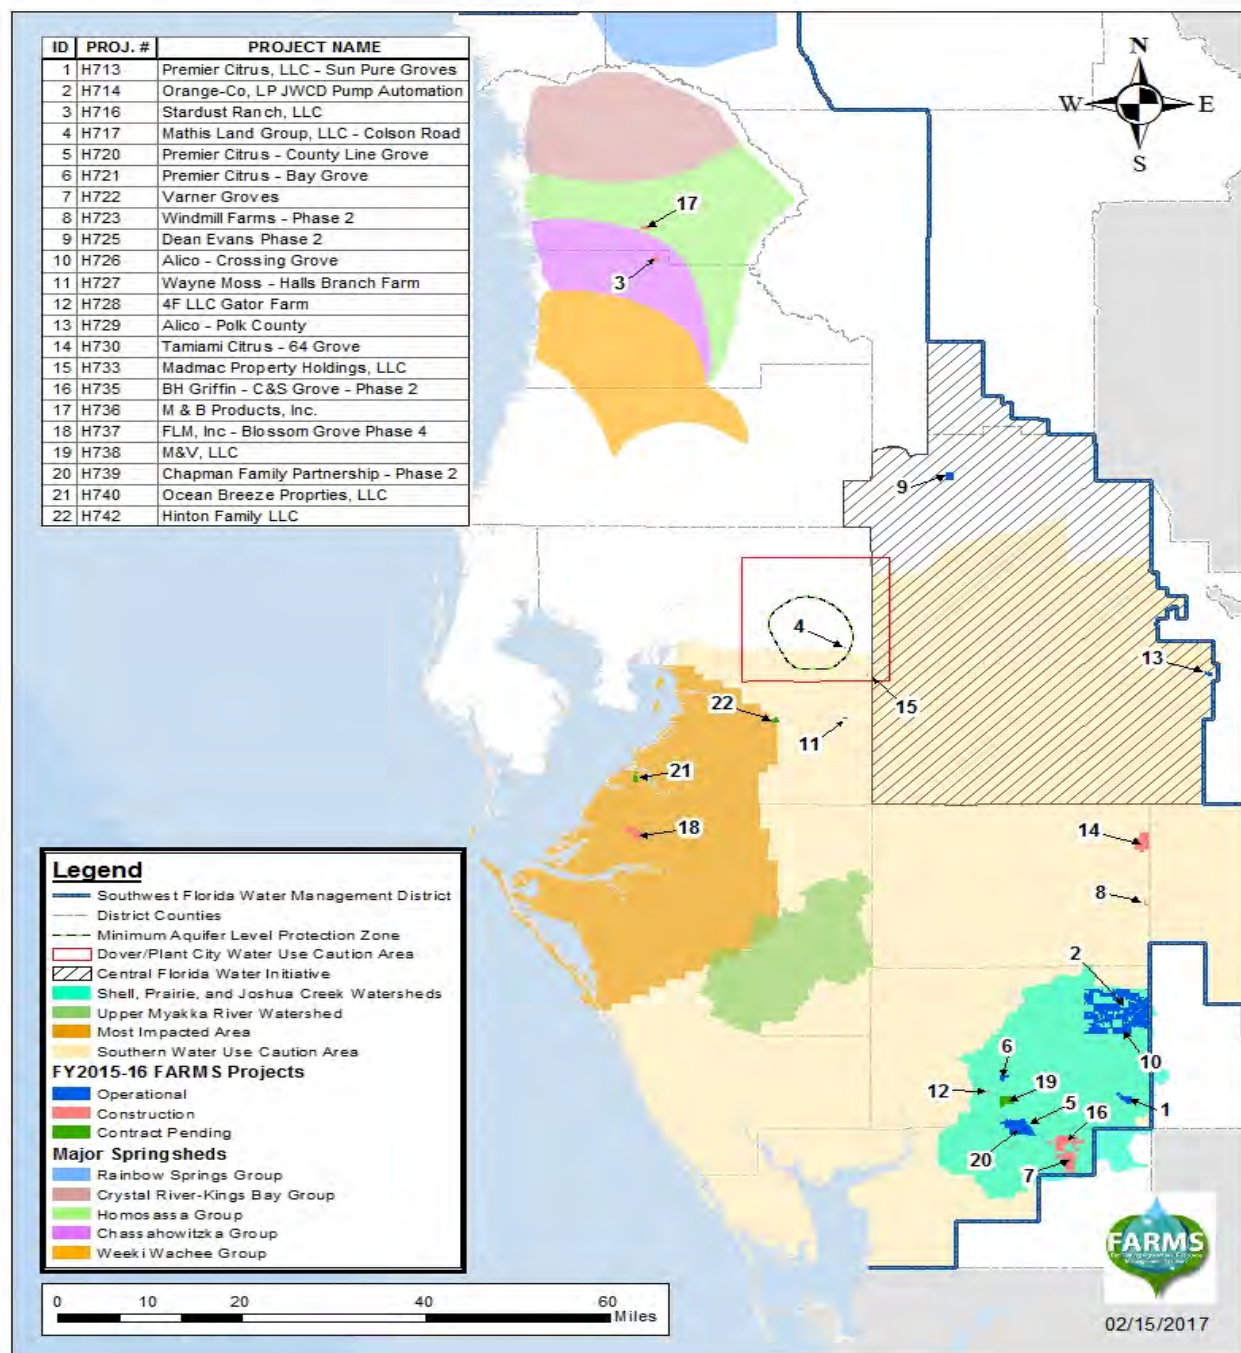 ID PROJ. # PROJECT NAME
1 H713 Premier Citrus, LLC - Sun Pure Groves
2 H714 Orange-Co, LP JWCD Pump Automation
3 H716 Stardust Ranch, LLC
4 H717 Mathis Land Group, LLC - Colson Road
5 H720 Premier Citrus - County Line Grove
6 H721 Premier Citrus - Bay Grove
7 H722 Varner Groves
8 H723 Windmill Farms - Phase 2
9 H725 Dean Evans Phase 2
10 H726 Alico - Crossing Grove
11 H727 Wayne Moss - Halls Branch Farm
12 H728 4F LLC Gator Farm
13 H729 Alico - Polk County
14 H730 Tamiami Citrus - 64 Grove
15 H733 Madmac Property Holdings, LLC
16 H735 BH Griffin - C&S Grove - Phase 2
17 H736 M & B Products, Inc.
18 H737 FLM, Inc - Blossom Grove Phase 4
19 H738 M&V, LLC
20 H739 Chapman Family Partnership - Phase 2
21 H740 Ocean Breeze Proprties, LLC
22 H742 Hinton Family LLC
N
W E
S
17
3
9
4
13
15
22
11
21
18
14
8
2
10
6
12
19
5
16
1
20
7
Legend
Southwest Florida Water Management District
District Counties
Minimum Aquifer Level Protection Zone
Dover/Plant City Water Use Caution Area
Central Florida Water Initiative
Shell, Prairie, and Joshua Creek Watersheds
Upper Myakka River Watershed
Most Impacted Area
Southern Water Use Caution Area
FY2015-16 FARMS Projects
Operational
Construction
Contract Pending
Major Springsheds
Rainbow Springs Group
Crystal River-Kings Bay Group
Homosassa Group
Chassahowitzka Group
Weeki Wachee Group
0 10 20 40 60
Miles
FARMS
02/15/2017